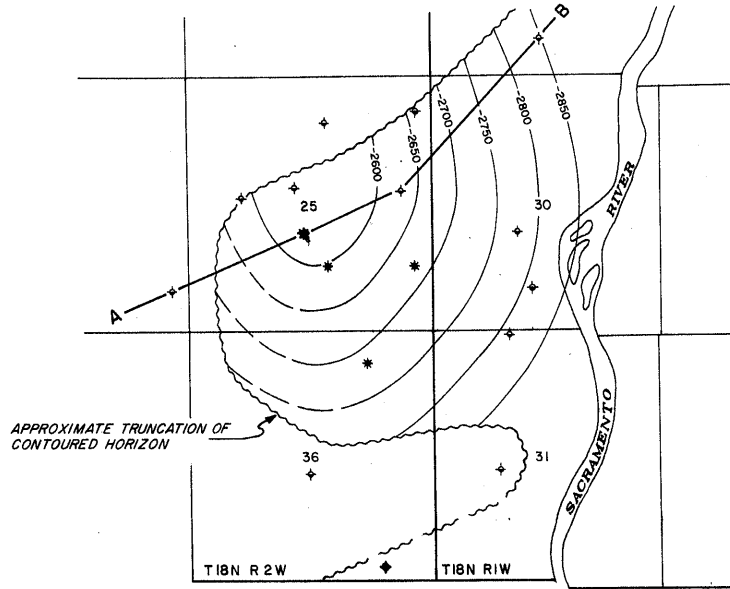 B
-2600
-2650
-2700
-2750
-2800
-2850
25
30
RIVER
A
APPROXIMATE TRUNCATION OF
CONTOURED HORIZON
36
31
SACRAMENTO
T18N R2W
T18N R1W